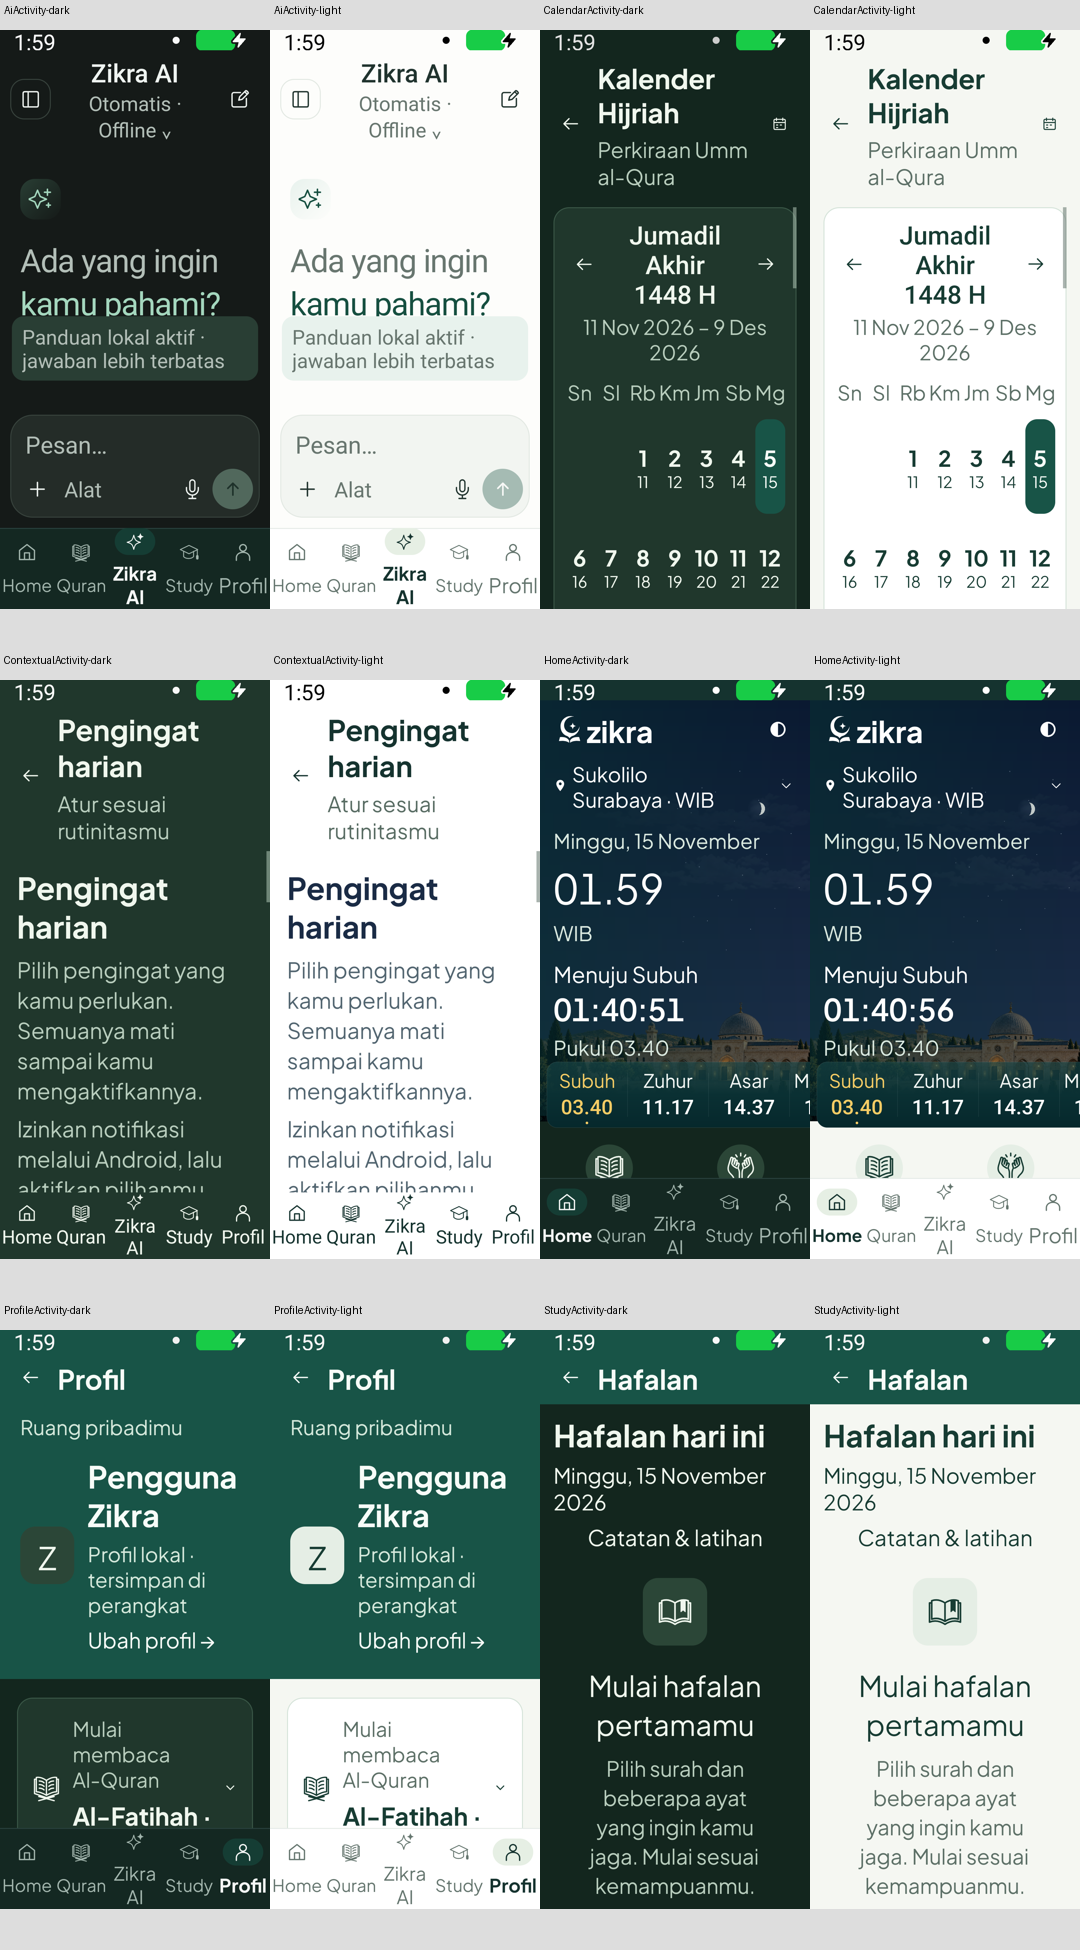 AiActivity-dark
1:59
Zikra AI
Otomatis ·
Offline
Ada yang ingin
kamu pahami?
Panduan lokal aktif ·
jawaban lebih terbatas
Pesan...
Alat
Home Quran Zikra AI Study Profil
AiActivity-light
1:59
Zikra AI
Otomatis ·
Offline
Ada yang ingin
kamu pahami?
Panduan lokal aktif ·
jawaban lebih terbatas
Pesan...
Alat
Home Quran Zikra AI Study Profil
CalendarActivity-dark
1:59
Kalender
Hijriah
Perkiraan Umm
al-Qura
Jumadil
Akhir
1448 H
11 Nov 2026 – 9 Des
2026
Sn Sl Rb Km Jm Sb Mg
1 2 3 4 5
11 12 13 14 15
6 7 8 9 10 11 12
16 17 18 19 20 21 22
CalendarActivity-light
1:59
Kalender
Hijriah
Perkiraan Umm
al-Qura
Jumadil
Akhir
1448 H
11 Nov 2026 – 9 Des
2026
Sn Sl Rb Km Jm Sb Mg
1 2 3 4 5
11 12 13 14 15
6 7 8 9 10 11 12
16 17 18 19 20 21 22
ContextualActivity-dark
1:59
Pengingat
harian
Atur sesuai
rutinitasmu
Pengingat
harian
Pilih pengingat yang
kamu perlukan.
Semuanya mati
sampai kamu
mengaktifkannya.
Izinkan notifikasi
melalui Android, lalu
aktifkan pilihanmu
Home Quran Zikra AI Study Profil
ContextualActivity-light
1:59
Pengingat
harian
Atur sesuai
rutinitasmu
Pengingat
harian
Pilih pengingat yang
kamu perlukan.
Semuanya mati
sampai kamu
mengaktifkannya.
Izinkan notifikasi
melalui Android, lalu
aktifkan pilihanmu
Home Quran Zikra AI Study Profil
HomeActivity-dark
1:59
zikra
Sukolilo
Surabaya · WIB
Minggu, 15 November
01.59
WIB
Menuju Subuh
01:40:51
Pukul 03.40
Subuh Zuhur Asar M
03.40 11.17 14.37 1
Home Quran Zikra AI Study Profil
HomeActivity-light
1:59
zikra
Sukolilo
Surabaya · WIB
Minggu, 15 November
01.59
WIB
Menuju Subuh
01:40:56
Pukul 03.40
Subuh Zuhur Asar M
03.40 11.17 14.37 1
Home Quran Zikra AI Study Profil
ProfileActivity-dark
1:59
← Profil
Ruang pribadimu
Pengguna
Zikra
Z
Profil lokal ·
tersimpan di
perangkat
Ubah profil →
Mulai
membaca
Al-Quran
Al-Fatihah ·
Home Quran Zikra AI Study Profil
ProfileActivity-light
1:59
← Profil
Ruang pribadimu
Pengguna
Zikra
Z
Profil lokal ·
tersimpan di
perangkat
Ubah profil →
Mulai
membaca
Al-Quran
Al-Fatihah ·
Home Quran Zikra AI Study Profil
StudyActivity-dark
1:59
← Hafalan
Hafalan hari ini
Minggu, 15 November
2026
Catatan & latihan
Mulai hafalan
pertamamu
Pilih surah dan
beberapa ayat
yang ingin kamu
jaga. Mulai sesuai
kemampuanmu.
StudyActivity-light
1:59
← Hafalan
Hafalan hari ini
Minggu, 15 November
2026
Catatan & latihan
Mulai hafalan
pertamamu
Pilih surah dan
beberapa ayat
yang ingin kamu
jaga. Mulai sesuai
kemampuanmu.